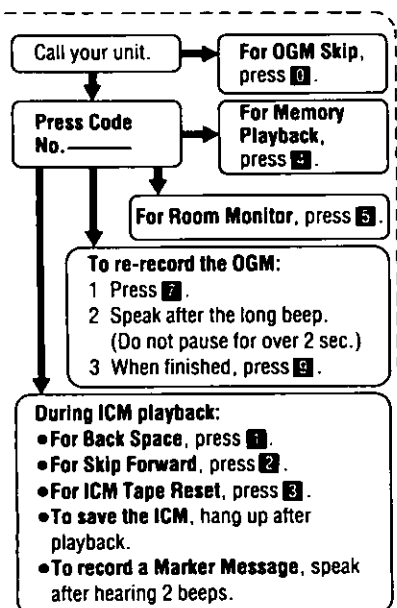 Call your unit.
For OGM Skip,
press 0.
Press Code
No.
For Memory
Playback,
press 4.
For Room Monitor, press 5.
To re-record the OGM:
1 Press 7.
2 Speak after the long beep.
(Do not pause for over 2 sec.)
3 When finished, press 9.
During ICM playback:
•For Back Space, press 1.
•For Skip Forward, press 2.
•For ICM Tape Reset, press 3.
•To save the ICM, hang up after
playback.
•To record a Marker Message, speak
after hearing 2 beeps.